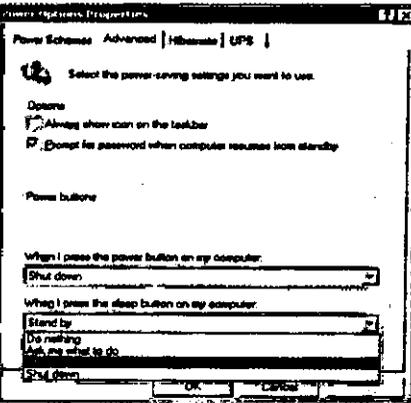 Power Options Properties
Power Schemes Advanced Hibernate UPS
Select the power-saving settings you want to use.
Options
Always show icon on the taskbar
Prompt for password when computer resumes from standby
Power buttons
When I press the power button on my computer:
Shut down
When I press the sleep button on my computer:
Stand by
Do nothing
Ask me what to do
Shut down
OK Cancel